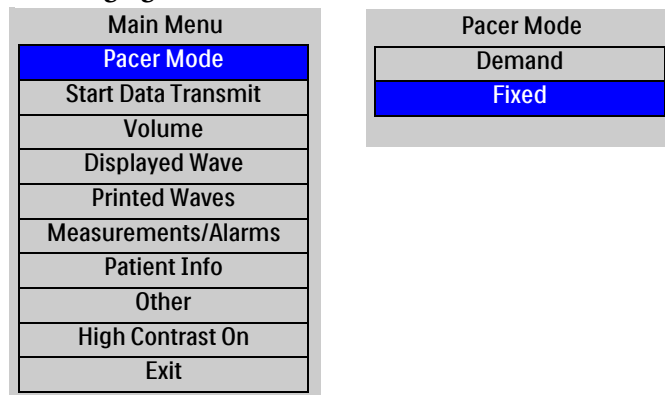 Main Menu
Pacer Mode
Start Data Transmit
Volume
Displayed Wave
Printed Waves
Measurements/Alarms
Patient Info
Other
High Contrast On
Exit
Pacer Mode
Demand
Fixed